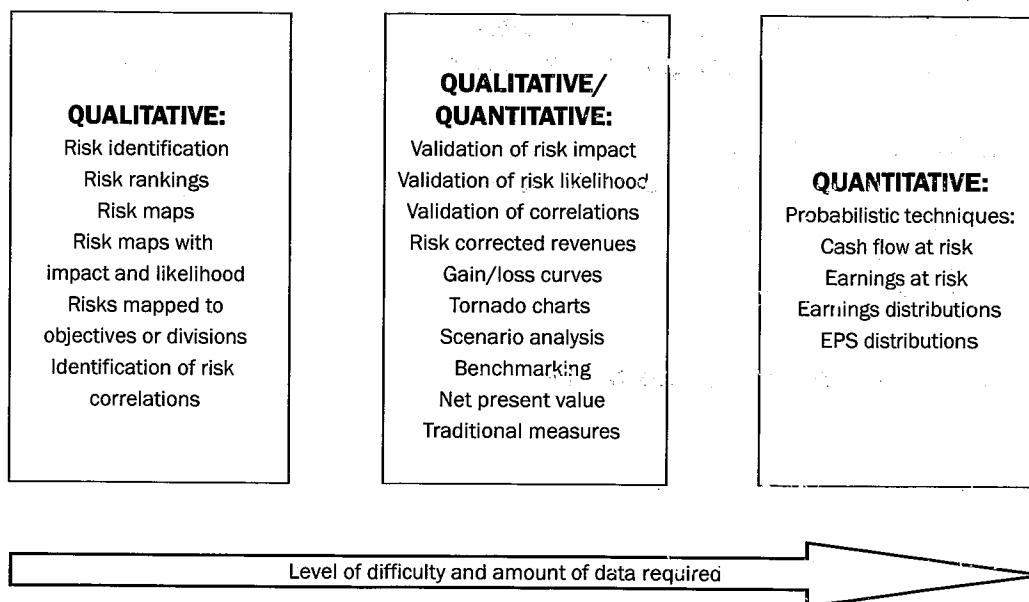 QUALITATIVE:
Risk identification
Risk rankings
Risk maps
Risk maps with
impact and likelihood
Risks mapped to
objectives or divisions
Identification of risk
correlations
QUALITATIVE/
QUANTITATIVE:
Validation of risk impact
Validation of risk likelihood
Validation of correlations
Risk corrected revenues
Gain/loss curves
Tornado charts
Scenario analysis
Benchmarking
Net present value
Traditional measures
QUANTITATIVE:
Probabilistic techniques:
Cash flow at risk
Earnings at risk
Earnings distributions
EPS distributions
Level of difficulty and amount of data required